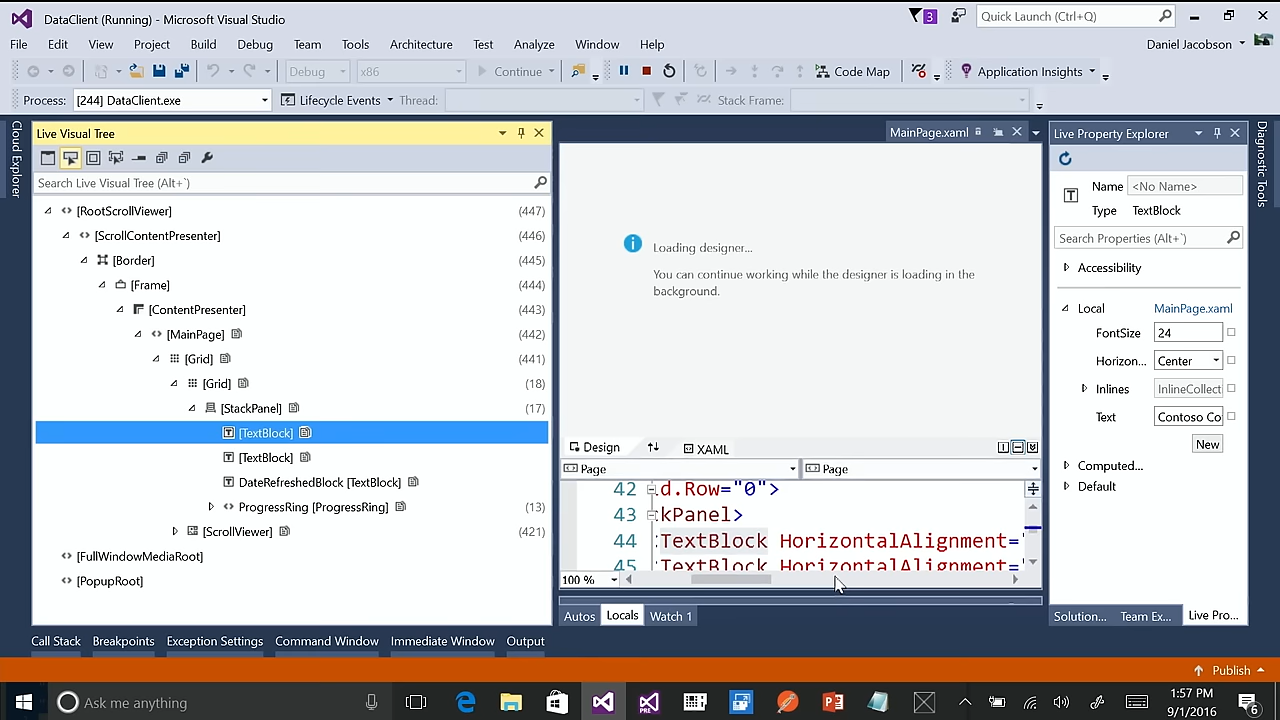 DataClient (Running) - Microsoft Visual Studio
3
Quick Launch (Ctrl+Q)
File Edit View Project Build Debug Team Tools Architecture Test Analyze Window Help
Daniel Jacobson
Debug x86 Continue Code Map Application Insights
Process: [244] DataClient.exe Lifecycle Events Thread: Stack Frame:
Cloud Explorer
Live Visual Tree
Search Live Visual Tree (Alt+`)
[RootScrollViewer] (447)
[ScrollContentPresenter] (446)
[Border] (445)
[Frame] (444)
[ContentPresenter] (443)
[MainPage] (442)
[Grid] (441)
[Grid] (18)
[StackPanel] (17)
[TextBlock]
[TextBlock]
DateRefreshedBlock [TextBlock]
ProgressRing [ProgressRing] (13)
[ScrollViewer] (421)
[FullWindowMediaRoot]
[PopupRoot]
MainPage.xaml
Loading designer...
You can continue working while the designer is loading in the
background.
Design XAML
Page Page
42 d.Row="0">
43 kPanel>
44 TextBlock HorizontalAlignment=
45 TextBlock HorizontalAlignment=
100 %
Autos Locals Watch 1
Live Property Explorer
Name <No Name>
Type TextBlock
Search Properties (Alt+`)
Accessibility
Local MainPage.xaml
FontSize 24
Horizon... Center
Inlines InlineCollect
Text Contoso Co
New
Computed...
Default
Solution... Team Ex... Live Pro...
Diagnostic Tools
Call Stack Breakpoints Exception Settings Command Window Immediate Window Output
Publish
Ask me anything
PRE
1:57 PM
9/1/2016
6